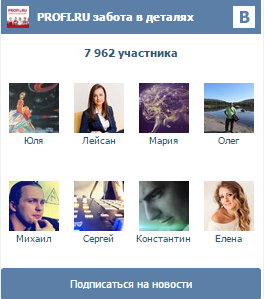 PROFI.RU забота в деталях
B
7 962 участника
Юля Лейсан Мария Олег
Михаил Сергей Константин Елена
Подписаться на новости